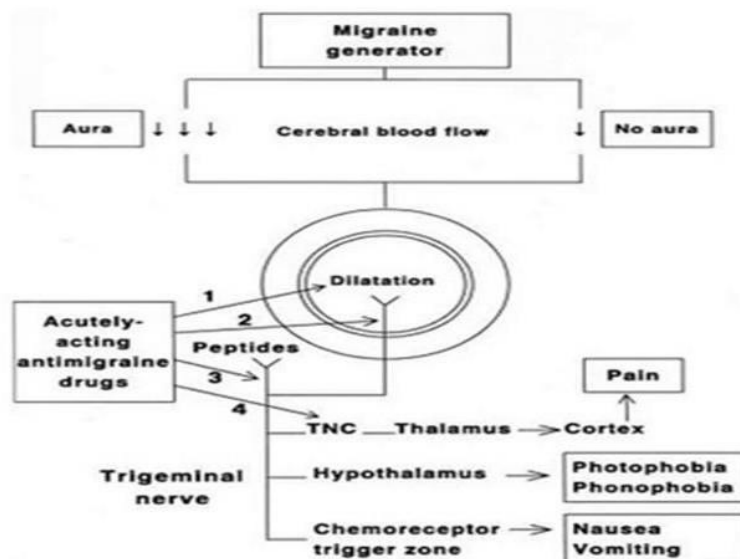 Migraine
generator
Aura ↓ ↓ ↓ Cerebral blood flow ↓ No aura
Dilatation
1
Acutely-
acting
antimigraine
drugs
2
Peptides
3
4
Pain
TNC Thalamus Cortex
Trigeminal
nerve
Hypothalamus
Photophobia
Phonophobia
Chemoreceptor
trigger zone
Nausea
Vomiting